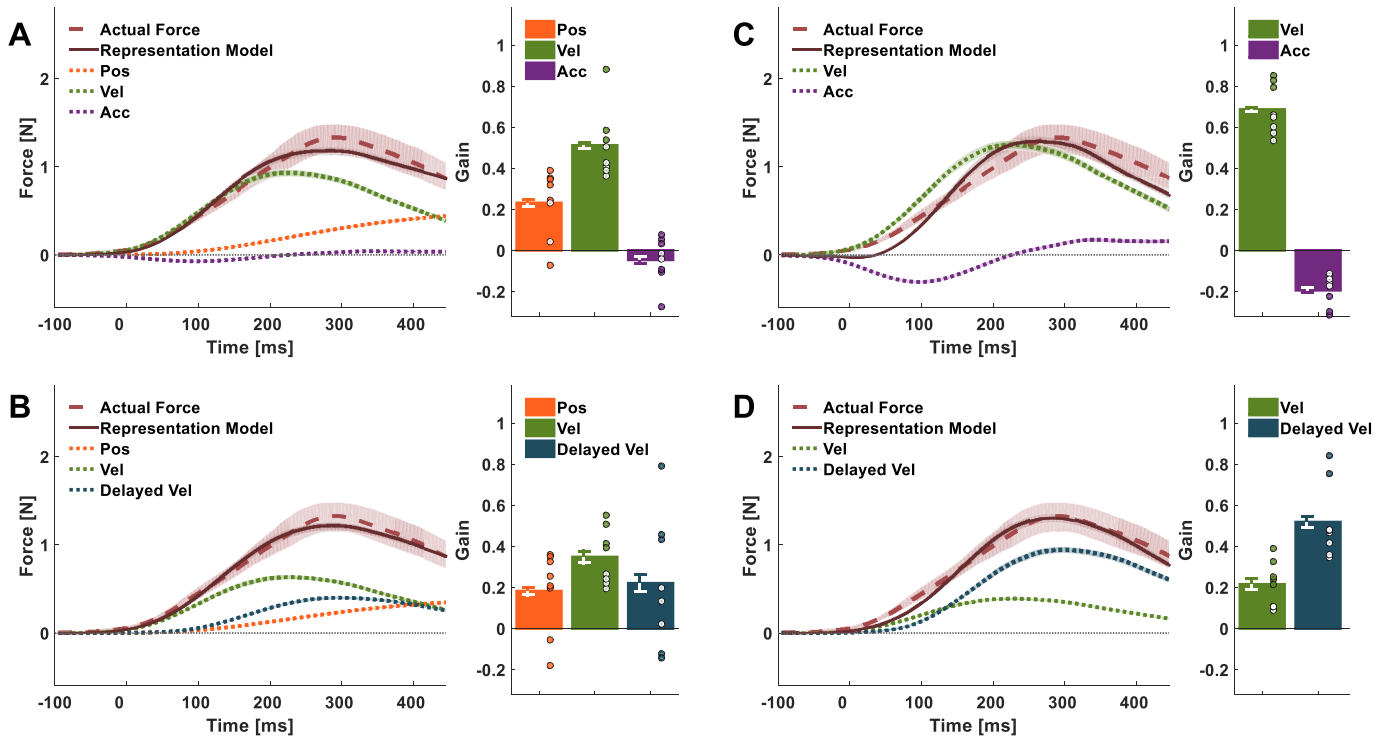 A
Actual Force
Representation Model
Pos
Vel
Acc
Force [N]
2
1
0
-100 0 100 200 300 400
Time [ms]
Pos
Vel
Acc
Gain
1
0.8
0.6
0.4
0.2
0
-0.2
C
Actual Force
Representation Model
Vel
Acc
Force [N]
2
1
0
-100 0 100 200 300 400
Time [ms]
Vel
Acc
Gain
1
0.8
0.6
0.4
0.2
0
-0.2
B
Actual Force
Representation Model
Pos
Vel
Delayed Vel
Force [N]
2
1
0
-100 0 100 200 300 400
Time [ms]
Pos
Vel
Delayed Vel
Gain
1
0.8
0.6
0.4
0.2
0
-0.2
D
Actual Force
Representation Model
Vel
Delayed Vel
Force [N]
2
1
0
-100 0 100 200 300 400
Time [ms]
Vel
Delayed Vel
Gain
1
0.8
0.6
0.4
0.2
0
-0.2